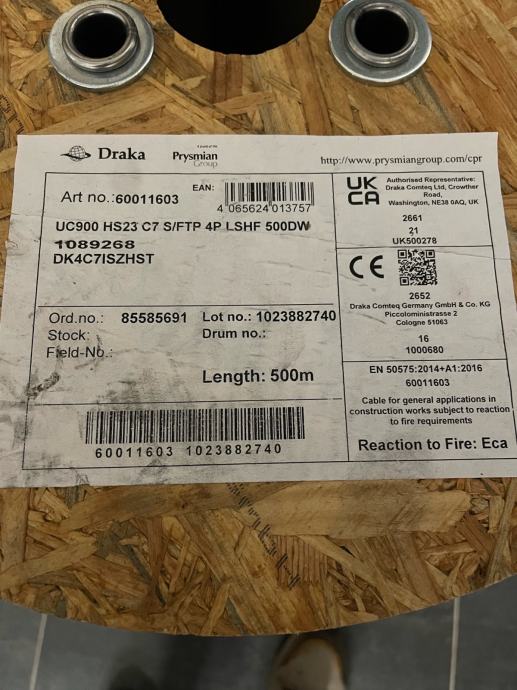 Draka
A brand of the
Prysmian
Group
http://www.prysmiangroup.com/cpr
Art no.:60011603
EAN:
4 065624 013757
UC900 HS23 C7 S/FTP 4P LSHF 500DW
1089268
DK4C7ISZHST
Ord.no.: 85585691 Lot no.: 1023882740
Stock: Drum no.:
Field-No.:
Length: 500m
60011603 1023882740
UK
CA
Authorised Representative:
Draka Comteq Ltd, Crowther
Road,
Washington, NE38 0AQ, UK
2661
21
UK500278
CE
2652
Draka Comteq Germany GmbH & Co. KG
Piccoloministrasse 2
Cologne 51063
16
1000680
EN 50575:2014+A1:2016
60011603
Cable for general applications in
construction works subject to reaction
to fire requirements
Reaction to Fire: Eca